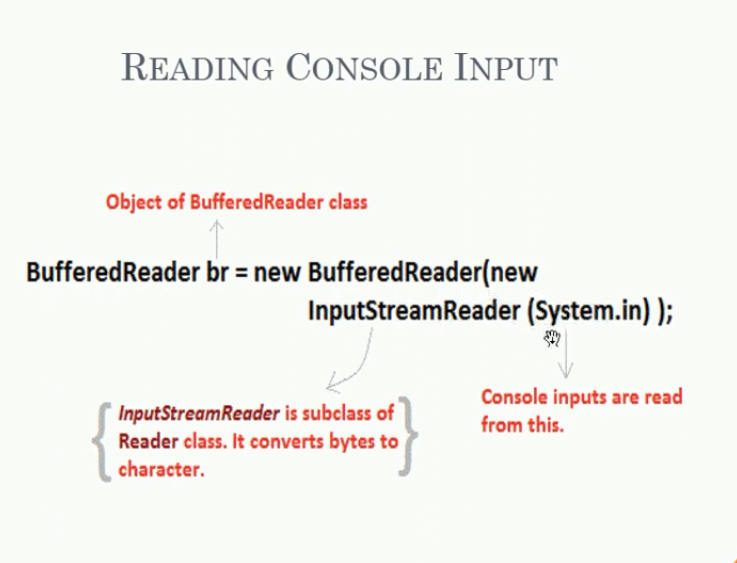 READING CONSOLE INPUT
Object of BufferedReader class
BufferedReader br = new BufferedReader(new
InputStreamReader (System.in) );
InputStreamReader is subclass of
Reader class. It converts bytes to
character.
Console inputs are read
from this.